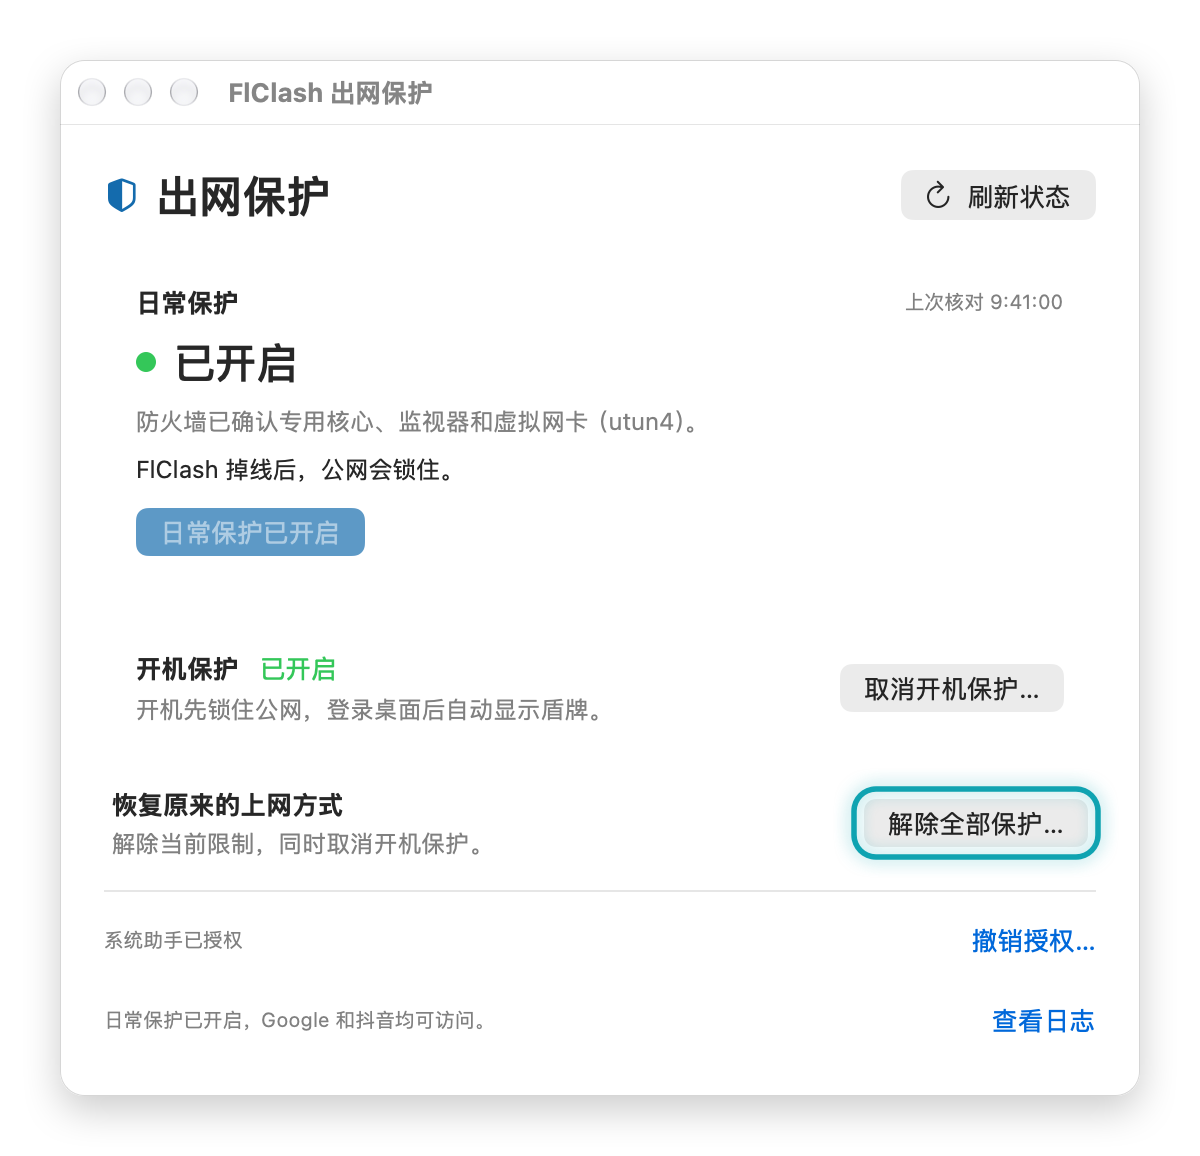 FlClash 出网保护
出网保护
刷新状态
日常保护
上次核对 9:41:00
已开启
防火墙已确认专用核心、监视器和虚拟网卡（utun4）。
FlClash 掉线后，公网会锁住。
日常保护已开启
开机保护 已开启
开机先锁住公网，登录桌面后自动显示盾牌。
取消开机保护...
恢复原来的上网方式
解除当前限制，同时取消开机保护。
解除全部保护...
系统助手已授权
撤销授权...
日常保护已开启，Google 和抖音均可访问。
查看日志